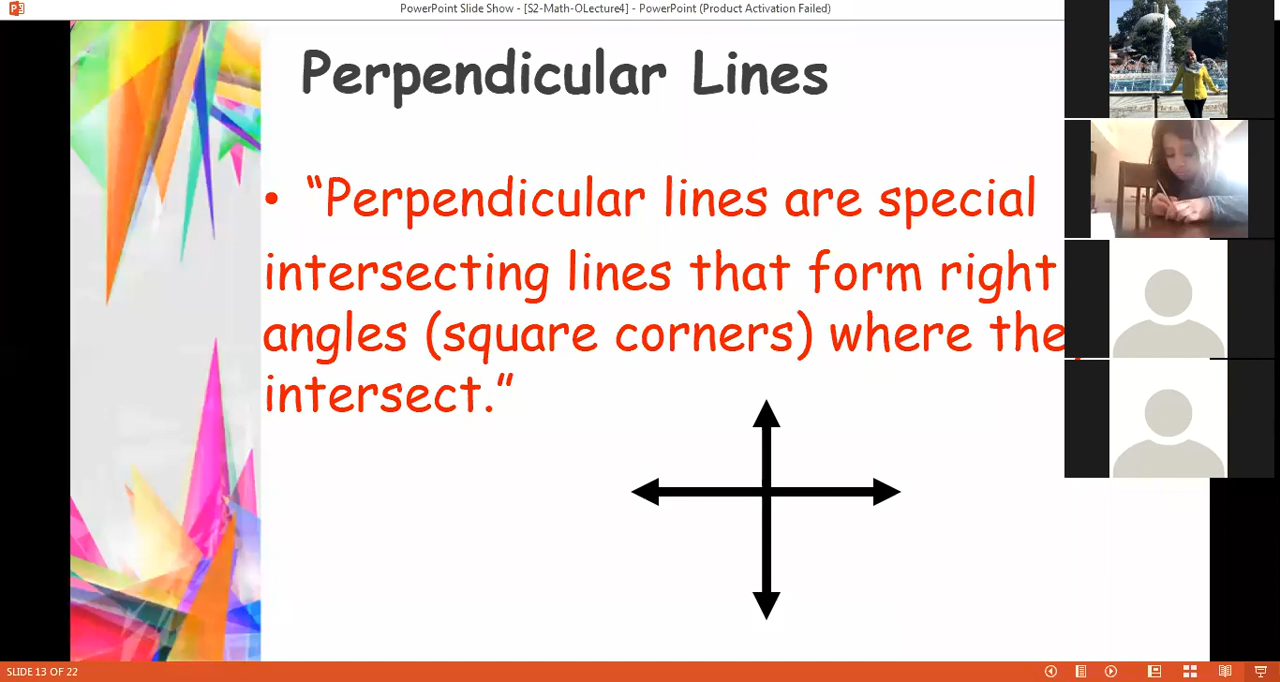 PowerPoint Slide Show - [S2-Math-OLecture4] - PowerPoint (Product Activation Failed)
Perpendicular Lines
• “Perpendicular lines are special
intersecting lines that form right
angles (square corners) where they
intersect.”
SLIDE 13 OF 22